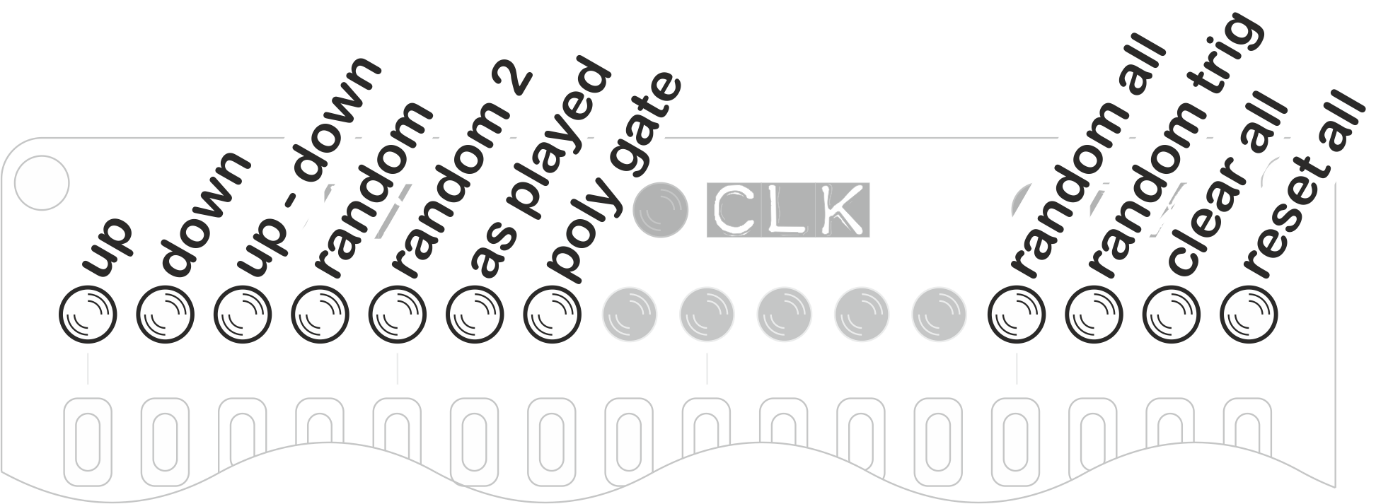 up
down
up - down
random
random 2
as played
poly gate
CLK
random all
random trig
clear all
reset all